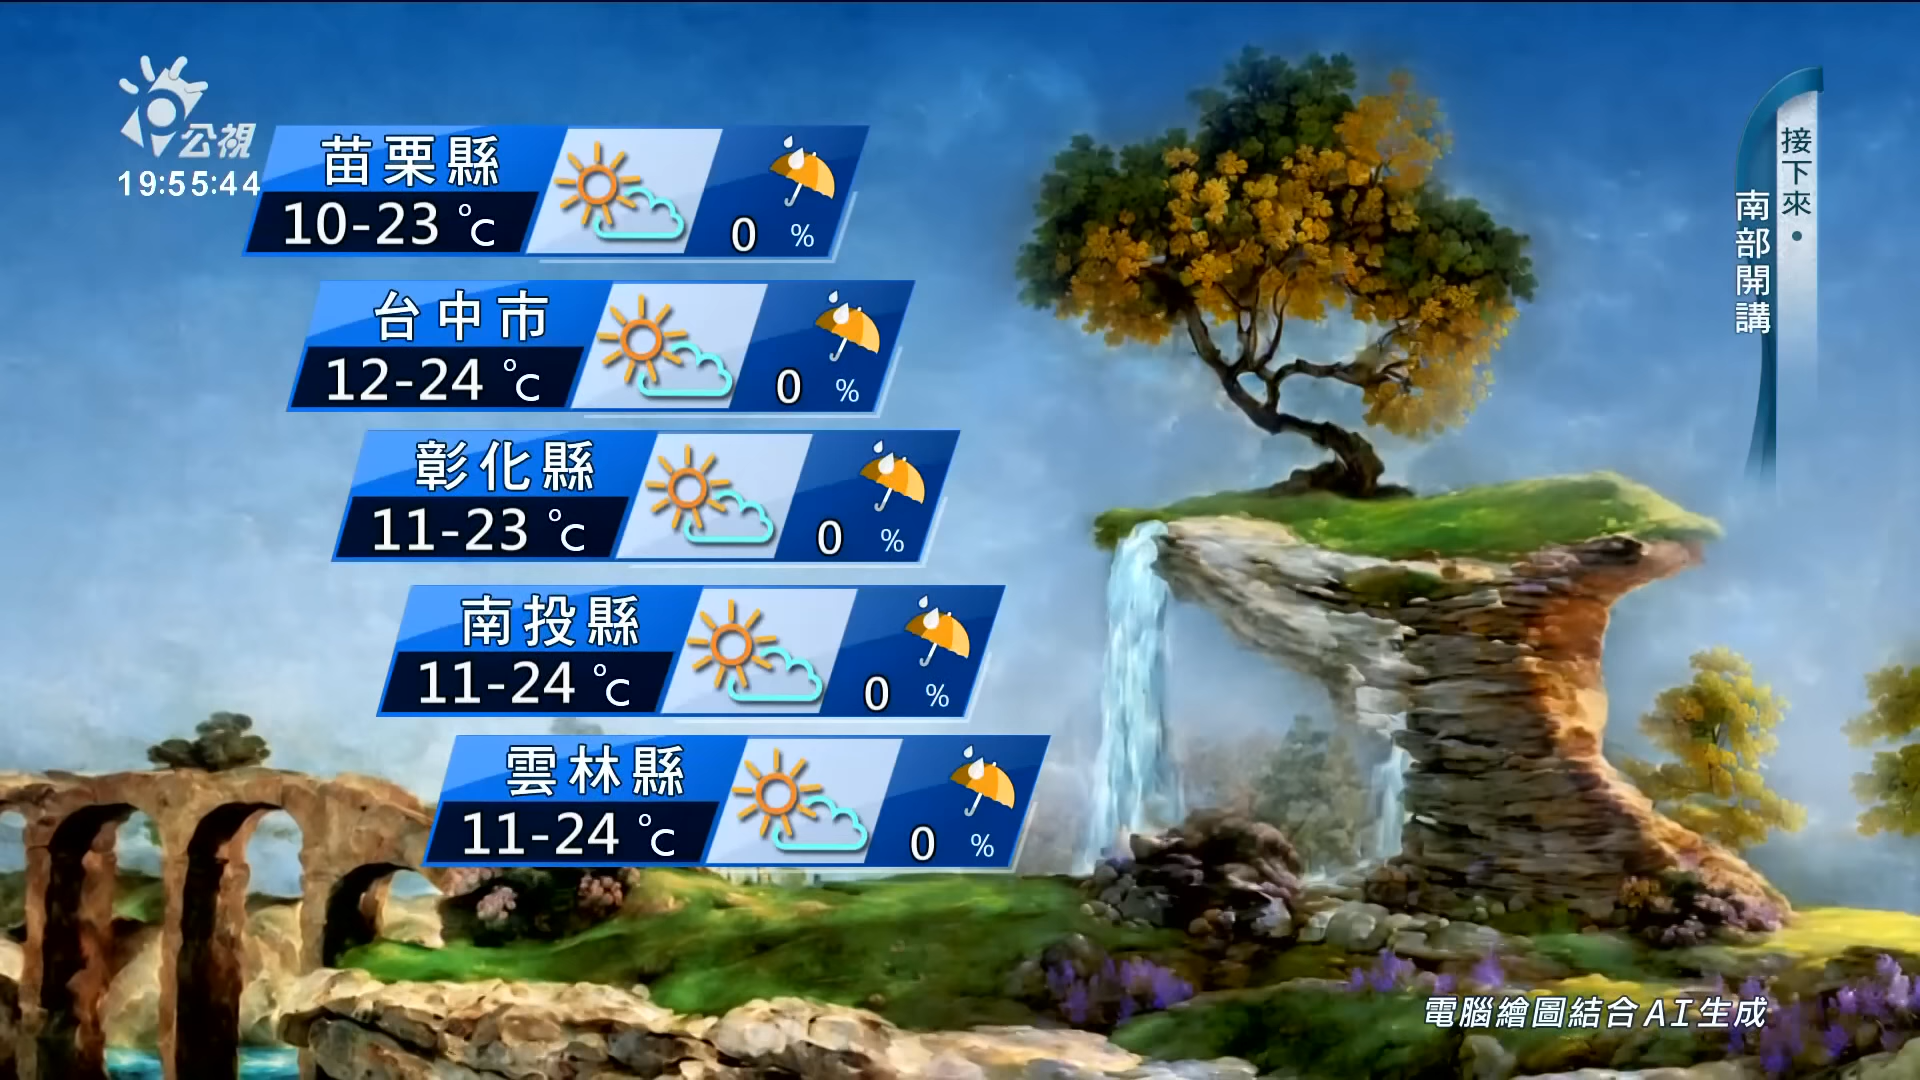 公視
19:55:44
苗栗縣
10-23 ℃
0 %
台中市
12-24 ℃
0 %
彰化縣
11-23 ℃
0 %
南投縣
11-24 ℃
0 %
雲林縣
11-24 ℃
0 %
接下來•
南部開講
電腦繪圖結合AI生成